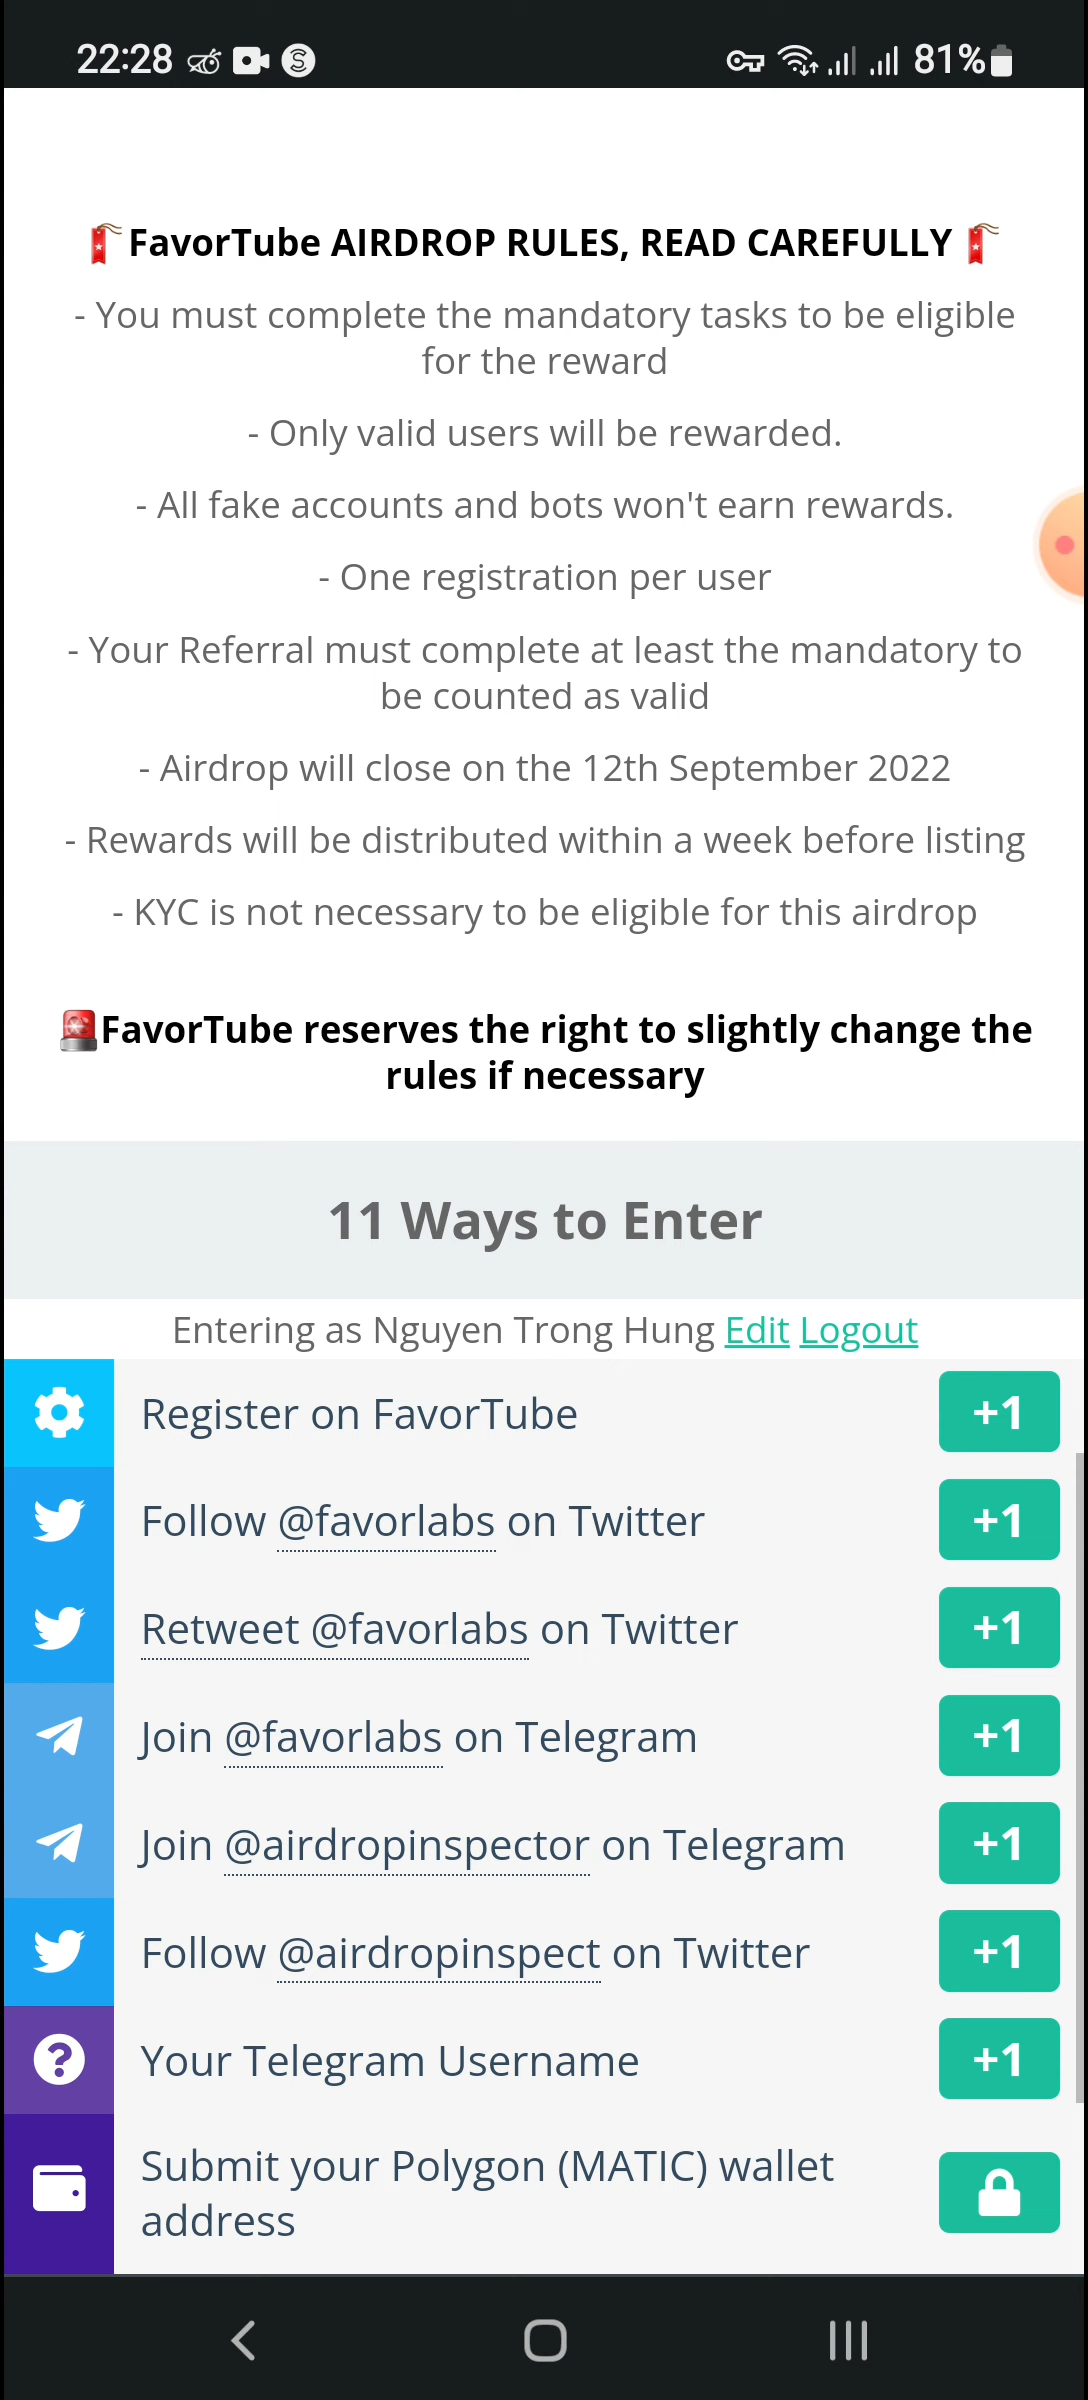 22:28
81%
FavorTube AIRDROP RULES, READ CAREFULLY
- You must complete the mandatory tasks to be eligible
for the reward
- Only valid users will be rewarded.
- All fake accounts and bots won't earn rewards.
- One registration per user
- Your Referral must complete at least the mandatory to
be counted as valid
- Airdrop will close on the 12th September 2022
- Rewards will be distributed within a week before listing
- KYC is not necessary to be eligible for this airdrop
FavorTube reserves the right to slightly change the
rules if necessary
11 Ways to Enter
Entering as Nguyen Trong Hung Edit Logout
Register on FavorTube +1
Follow @favorlabs on Twitter +1
Retweet @favorlabs on Twitter +1
Join @favorlabs on Telegram +1
Join @airdropinspector on Telegram +1
Follow @airdropinspect on Twitter +1
Your Telegram Username +1
Submit your Polygon (MATIC) wallet
address